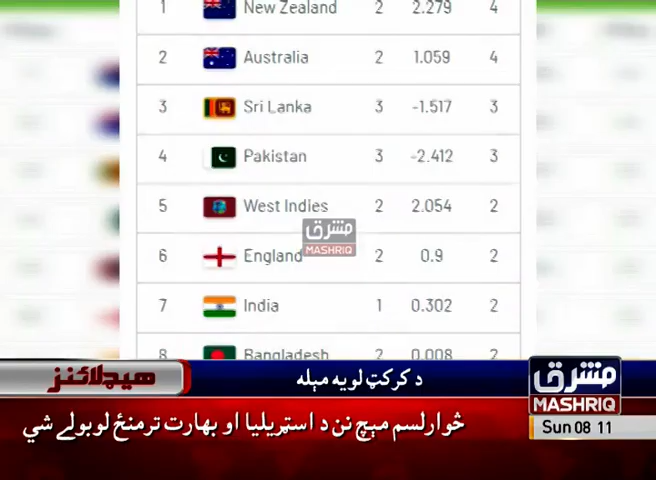 1 New Zealand 2 2.279 4
2 Australia 2 1.059 4
3 Sri Lanka 3 -1.517 3
4 Pakistan 3 -2.412 3
5 West Indies 2 2.054 2
مشرق
MASHRIQ
6 England 2 0.9 2
7 India 1 0.302 2
8 Bangladesh 2 0.008 2
هیډلائنز
د کرکټ لویه مېله
مشرق
MASHRIQ
څوارلسم مېچ نن د استړیلیا او بهارت ترمنځ لوبولے شي
Sun 08 11